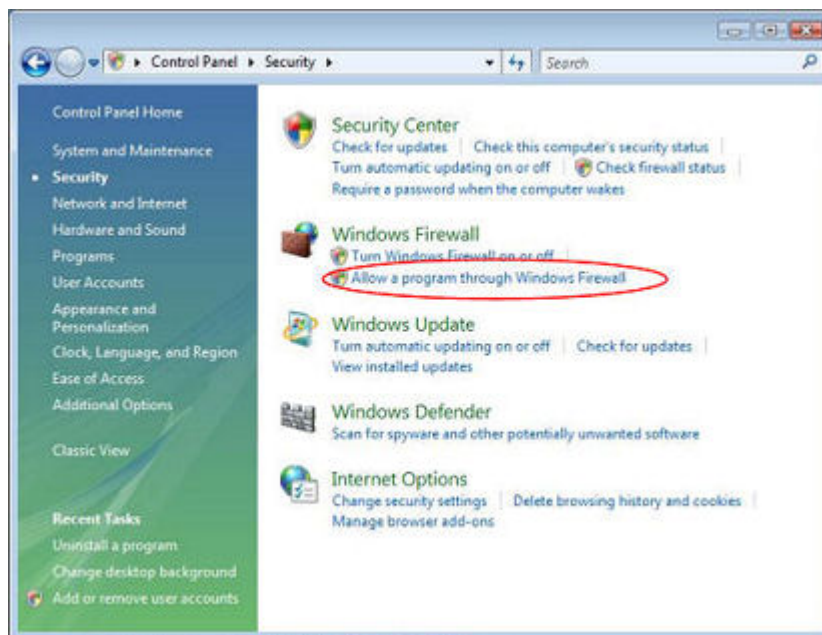 Control Panel ▸ Security ▸
Search
Control Panel Home
System and Maintenance
Security
Network and Internet
Hardware and Sound
Programs
User Accounts
Appearance and
Personalization
Clock, Language, and Region
Ease of Access
Additional Options
Classic View
Recent Tasks
Uninstall a program
Change desktop background
Add or remove user accounts
Security Center
Check for updates | Check this computer's security status |
Turn automatic updating on or off | Check firewall status |
Require a password when the computer wakes
Windows Firewall
Turn Windows Firewall on or off |
Allow a program through Windows Firewall
Windows Update
Turn automatic updating on or off | Check for updates |
View installed updates
Windows Defender
Scan for spyware and other potentially unwanted software
Internet Options
Change security settings | Delete browsing history and cookies |
Manage browser add-ons